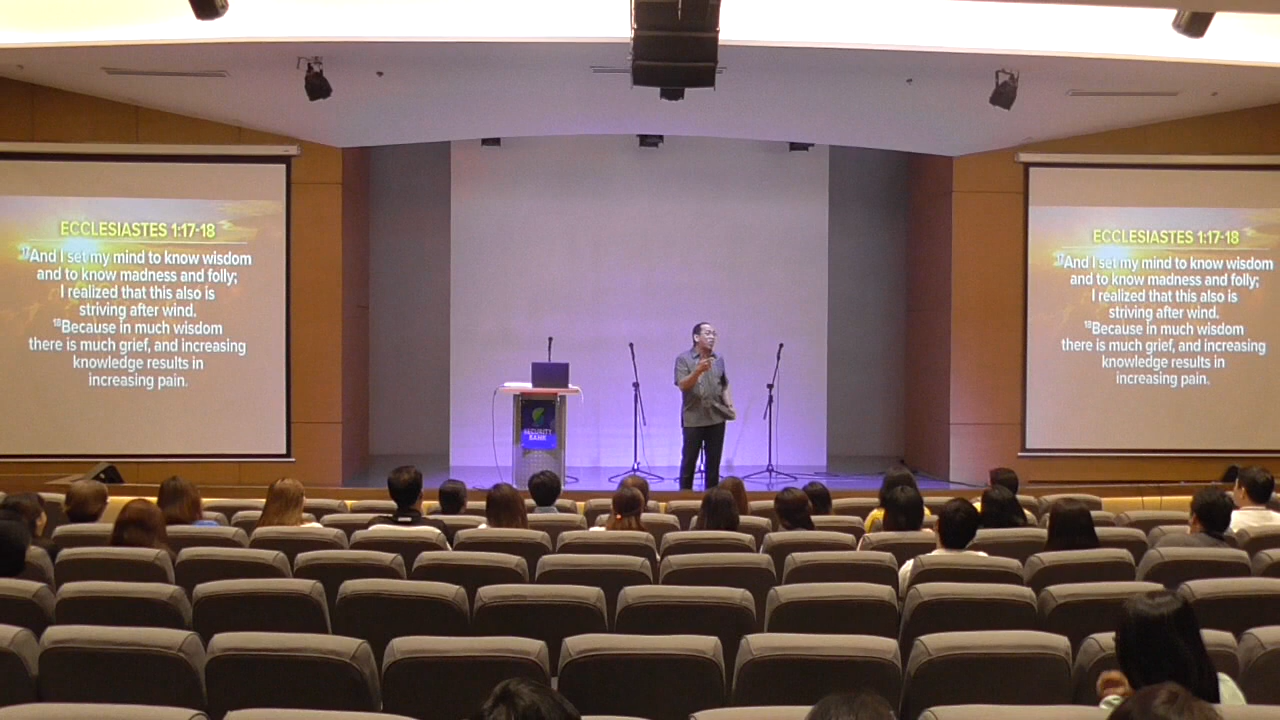 ECCLESIASTES 1:17-18
17And I set my mind to know wisdom
and to know madness and folly;
I realized that this also is
striving after wind.
18Because in much wisdom
there is much grief, and increasing
knowledge results in
increasing pain.
SECURITY
BANK
ECCLESIASTES 1:17-18
17And I set my mind to know wisdom
and to know madness and folly;
I realized that this also is
striving after wind.
18Because in much wisdom
there is much grief, and increasing
knowledge results in
increasing pain.